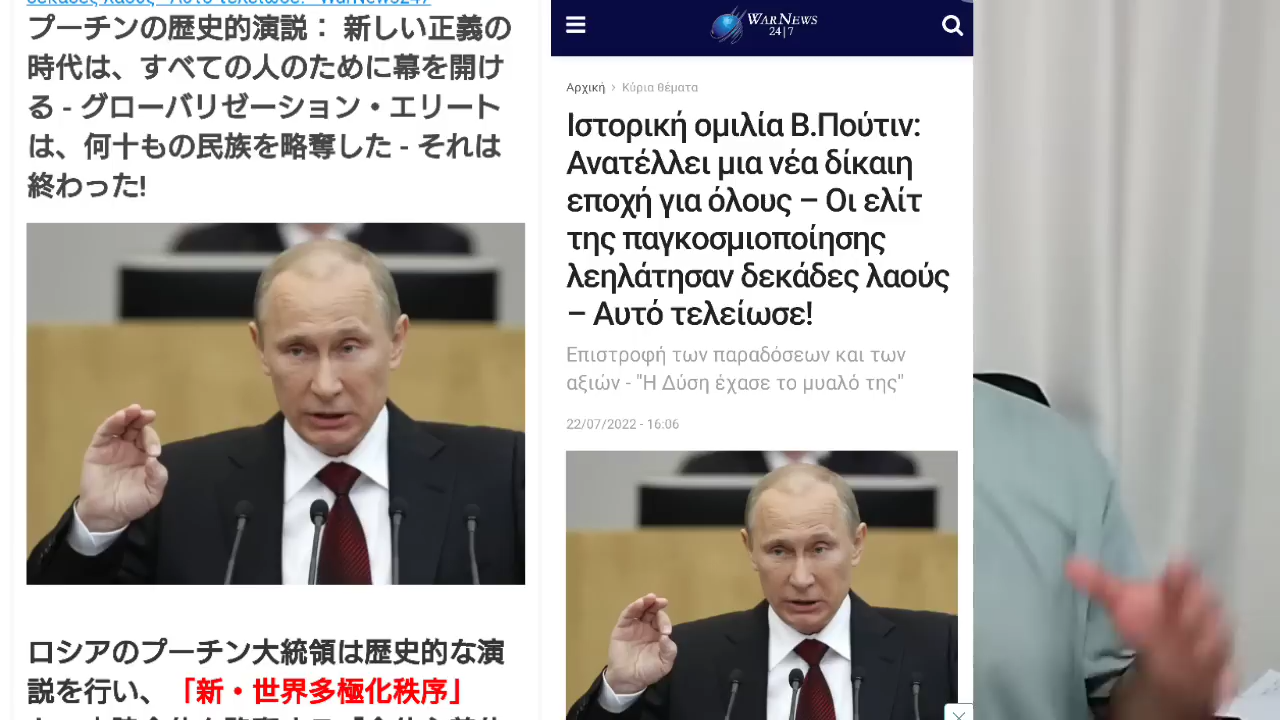 プーチンの歴史的演説： 新しい正義の
時代は、すべての人のために幕を開け
る - グローバリゼーション・エリート
は、何十もの民族を略奪した - それは
終わった!
ロシアのプーチン大統領は歴史的な演
説を行い、「新・世界多極化秩序」
WARNEWS
24|7
Αρχική › Κύρια θέματα
Ιστορική ομιλία Β.Πούτιν:
Ανατέλλει μια νέα δίκαιη
εποχή για όλους – Οι ελίτ
της παγκοσμιοποίησης
λεηλάτησαν δεκάδες λαούς
– Αυτό τελείωσε!
Επιστροφή των παραδόσεων και των
αξιών - "Η Δύση έχασε το μυαλό της"
22/07/2022 - 16:06